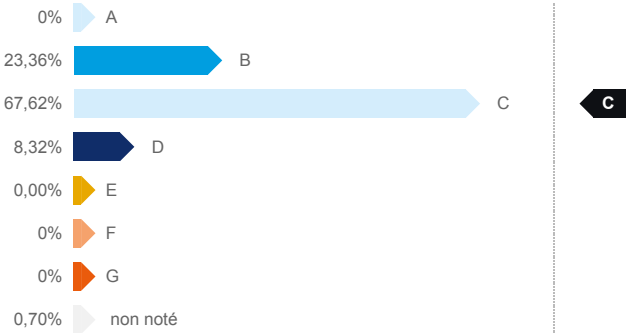 0% A
23,36% B
67,62% C C
8,32% D
0,00% E
0% F
0% G
0,70% non noté